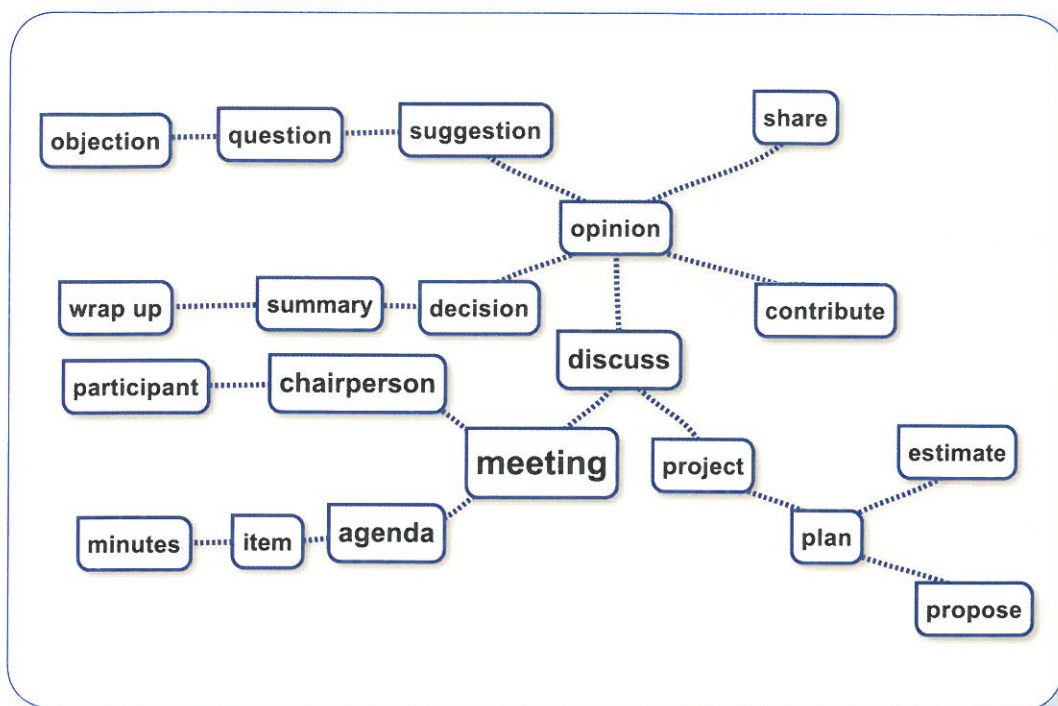 share
objection
question
suggestion
opinion
wrap up
summary
decision
contribute
participant
chairperson
discuss
meeting
project
estimate
minutes
item
agenda
plan
propose